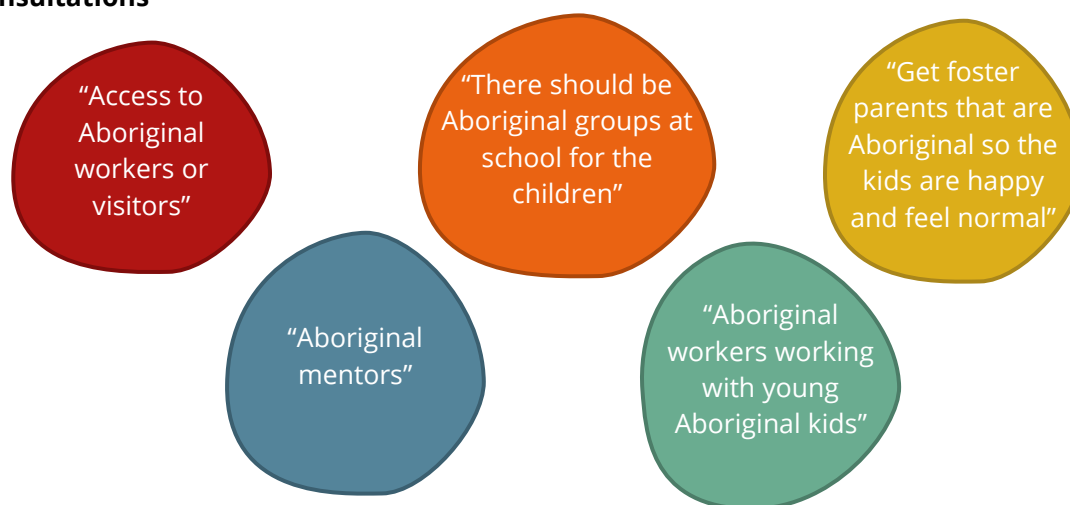 “Access to
Aboriginal
workers or
visitors”
“There should be
Aboriginal groups at
school for the
children”
“Get foster
parents that are
Aboriginal so the
kids are happy
and feel normal”
“Aboriginal
mentors”
“Aboriginal
workers working
with young
Aboriginal kids”